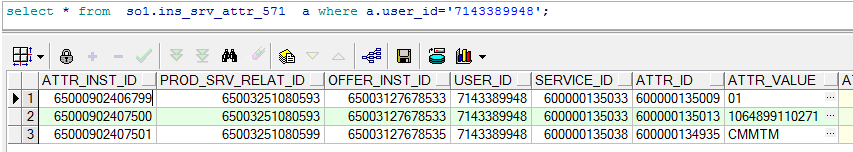 select * from  so1.ins_srv_attr_571  a where a.user_id='7143389948';
ATTR_INST_ID PROD_SRV_RELAT_ID OFFER_INST_ID USER_ID SERVICE_ID ATTR_ID ATTR_VALUE
1 65000902406799 65003251080593 65003127678533 7143389948 600000135033 600000135009 01 ...
2 65000902407500 65003251080593 65003127678533 7143389948 600000135033 600000135013 1064899110271 ...
3 65000902407501 65003251080599 65003127678535 7143389948 600000135038 600000134935 CMMTM ...